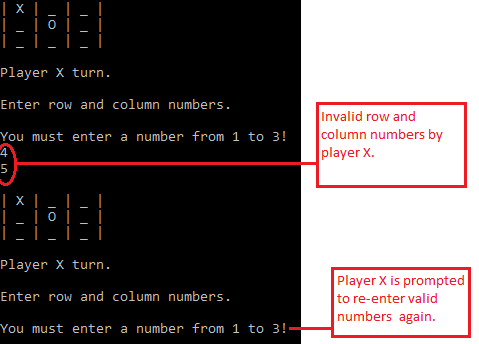 | X | _ | _ |
| _ | O | _ |
| _ | _ | _ |
Player X turn.
Enter row and column numbers.
You must enter a number from 1 to 3!
4
5
Invalid row and
column numbers by
player X.
| X | _ | _ |
| _ | O | _ |
| _ | _ | _ |
Player X turn.
Enter row and column numbers.
You must enter a number from 1 to 3!
Player X is prompted
to re-enter valid
numbers again.